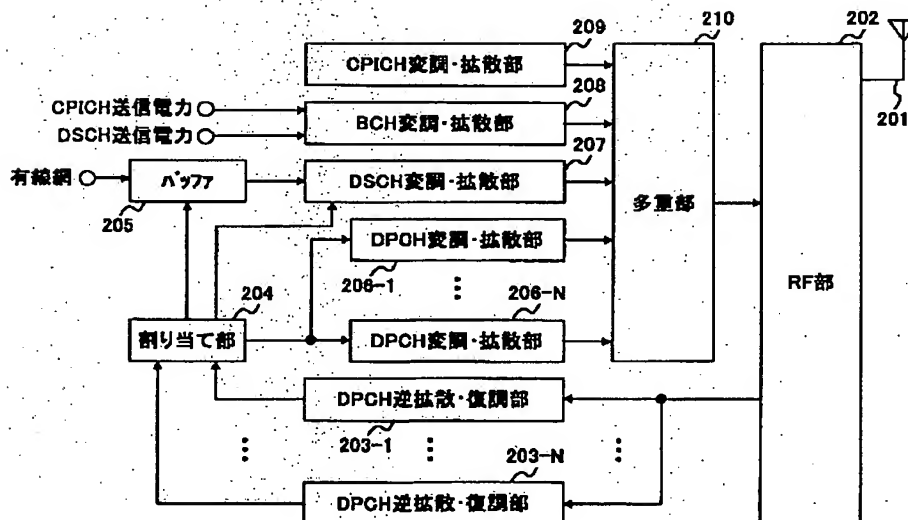 209
210
202
CPICH変調・拡散部
208
CPICH送信電力
DSCH送信電力
BCH変調・拡散部
201
207
有線網
バッファ
DSCH変調・拡散部
205
多重部
DPCH変調・拡散部
206-1
RF部
204
206-N
割り当て部
DPCH変調・拡散部
DPCH逆拡散・復調部
203-1
203-N
DPCH逆拡散・復調部